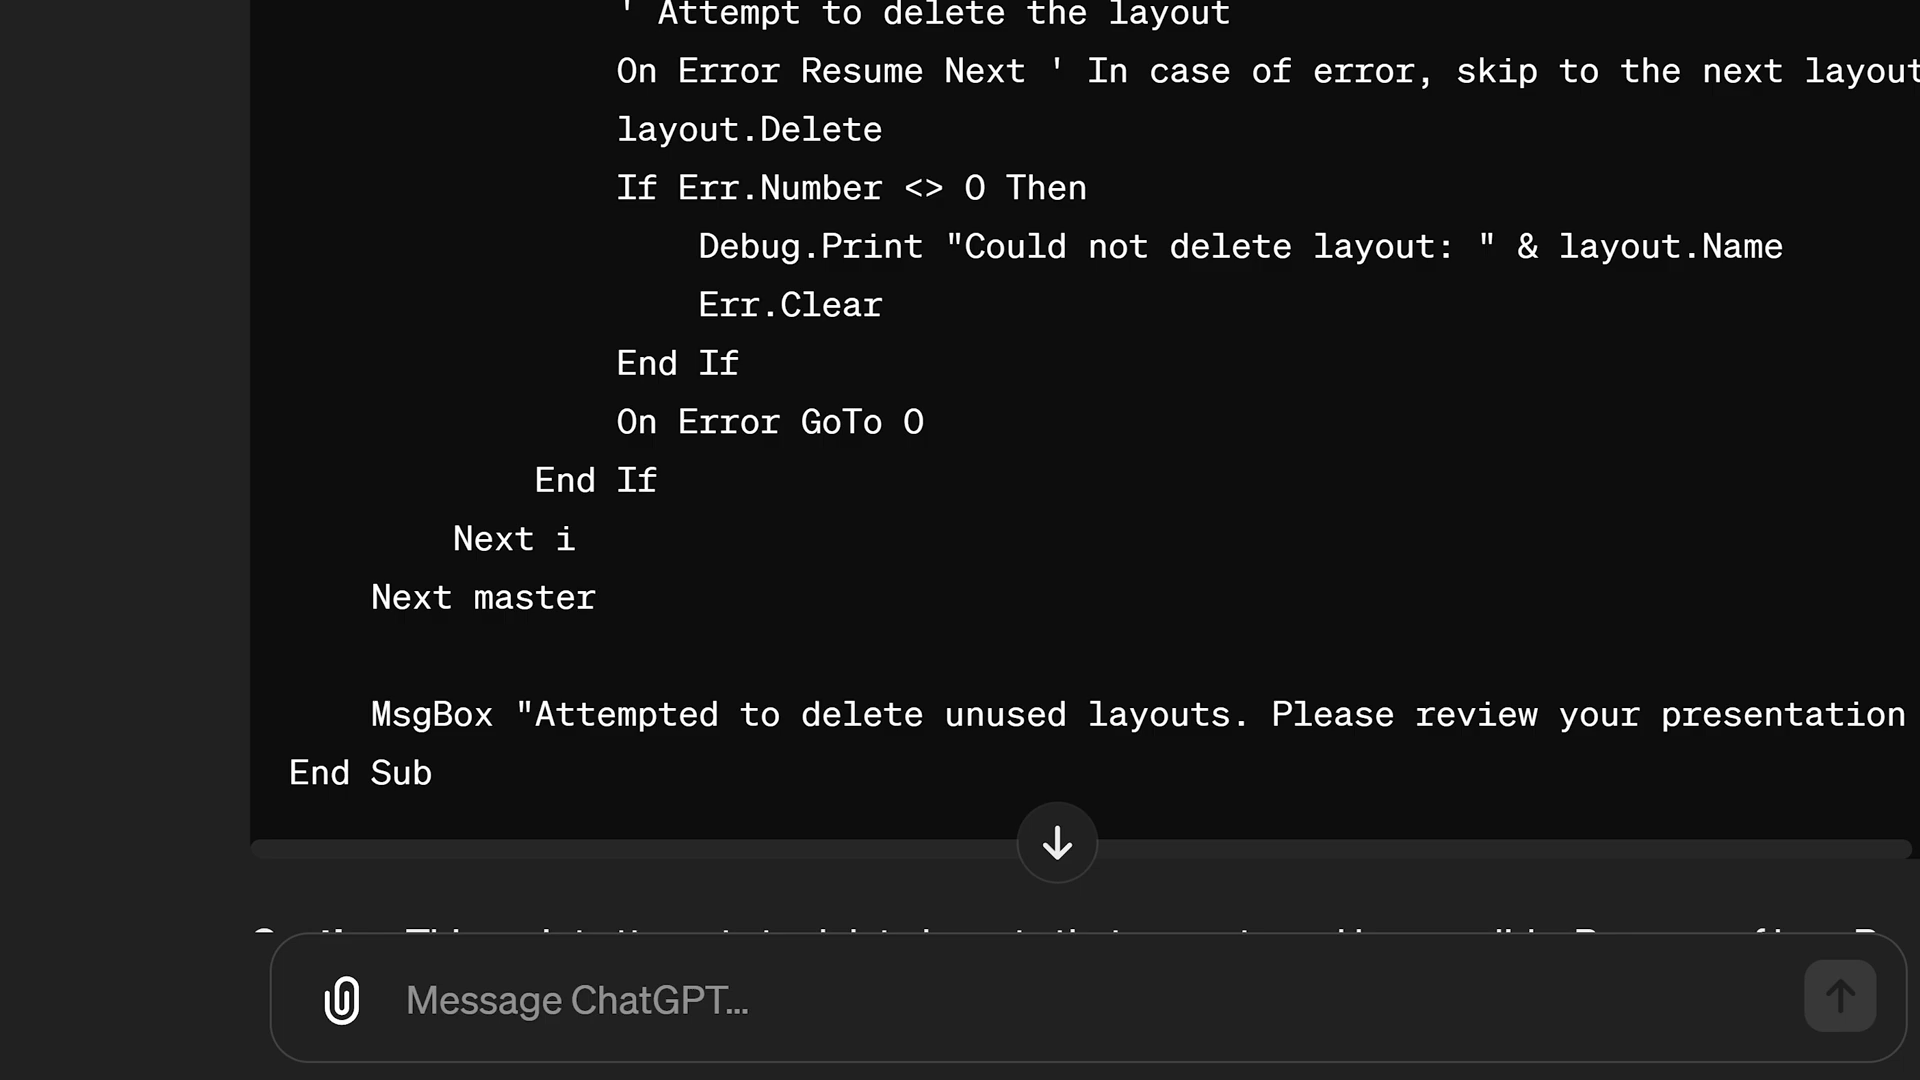 ' Attempt to delete the layout
On Error Resume Next ' In case of error, skip to the next layout
layout.Delete
If Err.Number <> 0 Then
Debug.Print "Could not delete layout: " & layout.Name
Err.Clear
End If
On Error GoTo 0
End If
Next i
Next master
MsgBox "Attempted to delete unused layouts. Please review your presentation
End Sub
Message ChatGPT...